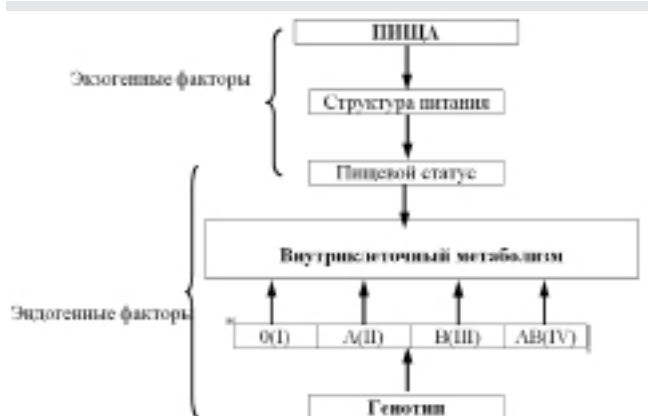 ПИЩА
Экзогенные факторы
Структура питания
Пищевой статус
Внутриклеточный метаболизм
Эндогенные факторы
0(I) A(II) B(III) AB(IV)
Генотип